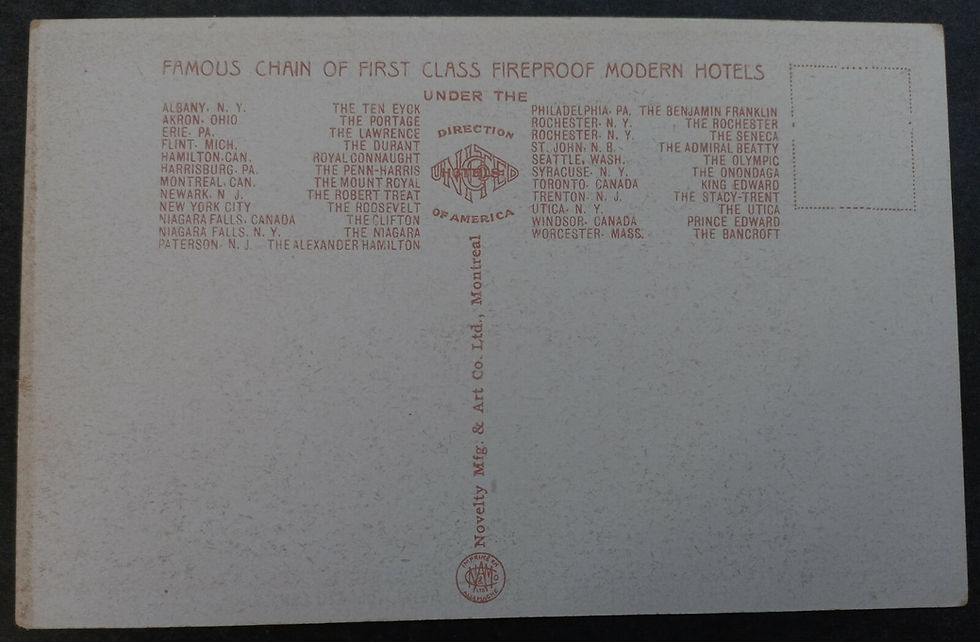 FAMOUS CHAIN OF FIRST CLASS FIREPROOF MODERN HOTELS
UNDER THE
DIRECTION
UNITED
HOTELS
CO
OF AMERICA
ALBANY, N. Y. THE TEN EYCK
AKRON, OHIO THE PORTAGE
ERIE, PA. THE LAWRENCE
FLINT, MICH. THE DURANT
HAMILTON, CAN. ROYAL CONNAUGHT
HARRISBURG, PA. THE PENN-HARRIS
MONTREAL, CAN. THE MOUNT ROYAL
NEWARK, N. J. THE ROBERT TREAT
NEW YORK CITY THE ROOSEVELT
NIAGARA FALLS, CANADA THE CLIFTON
NIAGARA FALLS, N. Y. THE NIAGARA
PATERSON, N. J. THE ALEXANDER HAMILTON
PHILADELPHIA, PA. THE BENJAMIN FRANKLIN
ROCHESTER, N. Y. THE ROCHESTER
ROCHESTER, N. Y. THE SENECA
ST. JOHN, N. B. THE ADMIRAL BEATTY
SEATTLE, WASH. THE OLYMPIC
SYRACUSE, N. Y. THE ONONDAGA
TORONTO, CANADA KING EDWARD
TRENTON, N. J. THE STACY-TRENT
UTICA, N. Y. THE UTICA
WINDSOR, CANADA PRINCE EDWARD
WORCESTER, MASS. THE BANCROFT
Novelty Mfg. & Art Co. Ltd., Montreal
IMPRIMÉ EN
LTD
ALLEMAGNE